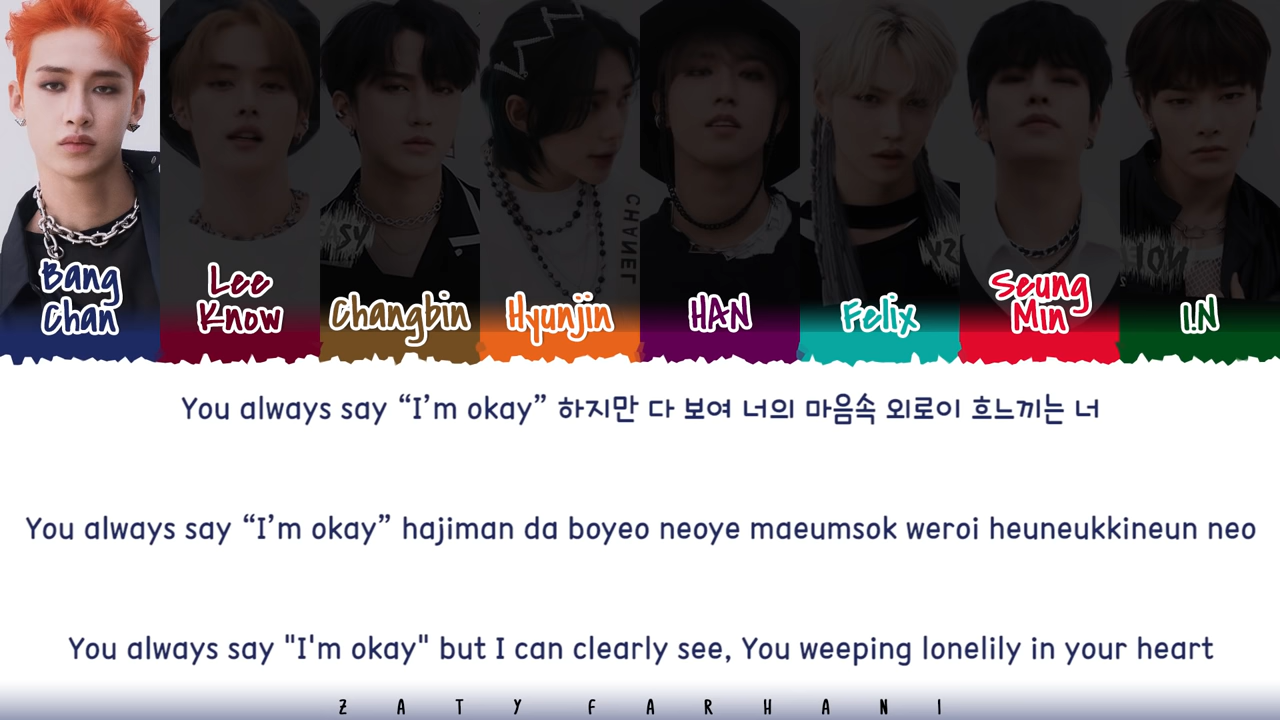 CHANEL
Bang Chan
Lee Know
Changbin
Hyunjin
HAN
Felix
Seung Min
I.N
You always say “I’m okay” 하지만 다 보여 너의 마음속 외로이 흐느끼는 너
You always say “I’m okay” hajiman da boyeo neoye maeumsok weroi heuneukkineun neo
You always say "I'm okay" but I can clearly see, You weeping lonelily in your heart
ZATY FARHANI